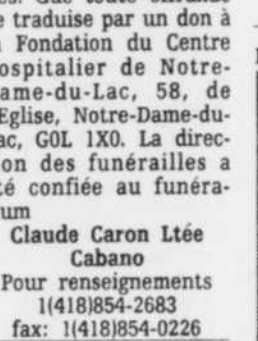 se traduise par un don à
Fondation du Centre
ospitalier de Notre-
ame-du-Lac, 58, de
Eglise, Notre-Dame-du-
ac, G0L 1X0. La direc-
on des funérailles a
té confiée au funéra-
um
Claude Caron Ltée
Cabano
Pour renseignements
1(418)854-2683
fax: 1(418)854-0226